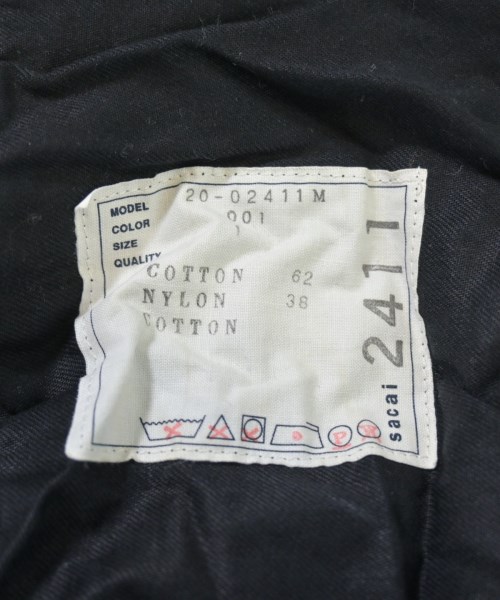 MODEL 20-02411M
COLOR 001
SIZE 1
QUALITY
COTTON 62
NYLON 38
COTTON
P
sacai 2411